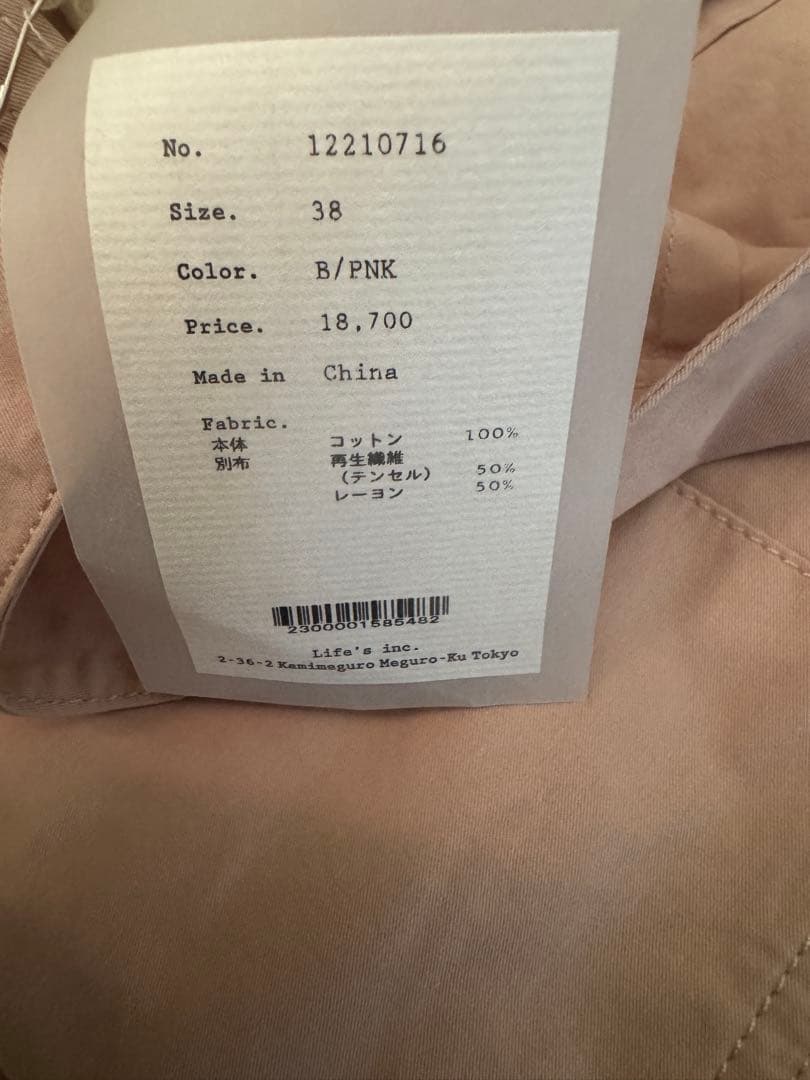 No. 12210716
Size. 38
Color. B/PNK
Price. 18,700
Made in China
Fabric.
本体 コットン 100%
別布 再生繊維
(テンセル) 50%
レーヨン 50%
2300001585482
Life's inc.
2-36-2 Kamimeguro Meguro-Ku Tokyo